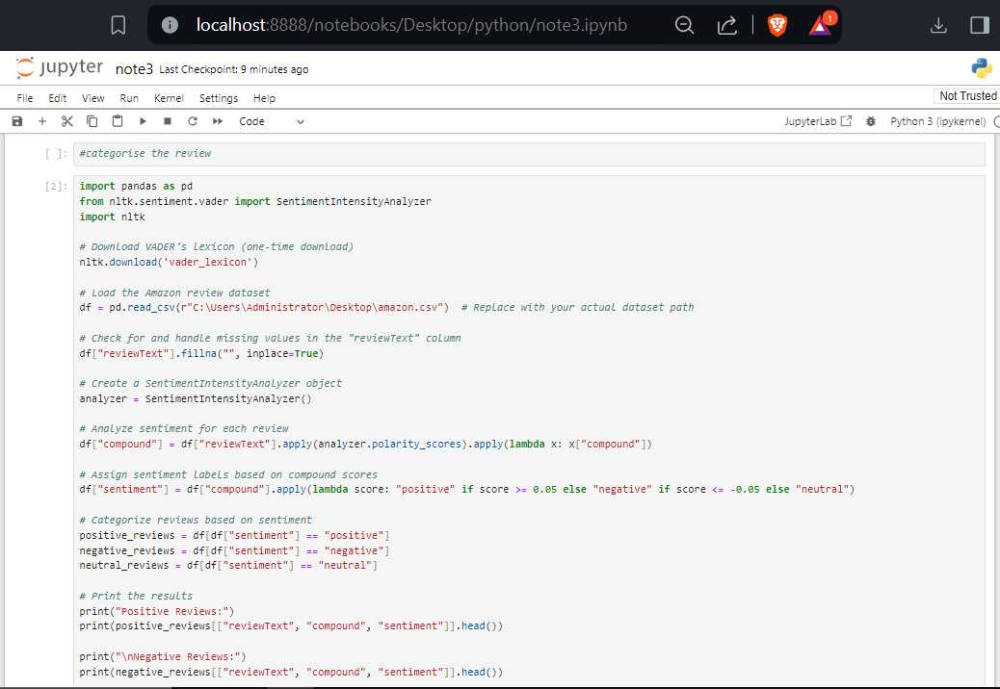 localhost:8888/notebooks/Desktop/python/note3.ipynb
1
jupyter note3 Last Checkpoint: 9 minutes ago
File Edit View Run Kernel Settings Help
Not Trusted
Code
JupyterLab
Python 3 (ipykernel)
[ ]: #categorise the review
[2]: import pandas as pd
from nltk.sentiment.vader import SentimentIntensityAnalyzer
import nltk
# Download VADER's lexicon (one-time download)
nltk.download('vader_lexicon')
# Load the Amazon review dataset
df = pd.read_csv(r"C:\Users\Administrator\Desktop\amazon.csv")  # Replace with your actual dataset path
# Check for and handle missing values in the "reviewText" column
df["reviewText"].fillna("", inplace=True)
# Create a SentimentIntensityAnalyzer object
analyzer = SentimentIntensityAnalyzer()
# Analyze sentiment for each review
df["compound"] = df["reviewText"].apply(analyzer.polarity_scores).apply(lambda x: x["compound"])
# Assign sentiment labels based on compound scores
df["sentiment"] = df["compound"].apply(lambda score: "positive" if score >= 0.05 else "negative" if score <= -0.05 else "neutral")
# Categorize reviews based on sentiment
positive_reviews = df[df["sentiment"] == "positive"]
negative_reviews = df[df["sentiment"] == "negative"]
neutral_reviews = df[df["sentiment"] == "neutral"]
# Print the results
print("Positive Reviews:")
print(positive_reviews[["reviewText", "compound", "sentiment"]].head())
print("\nNegative Reviews:")
print(negative_reviews[["reviewText", "compound", "sentiment"]].head())